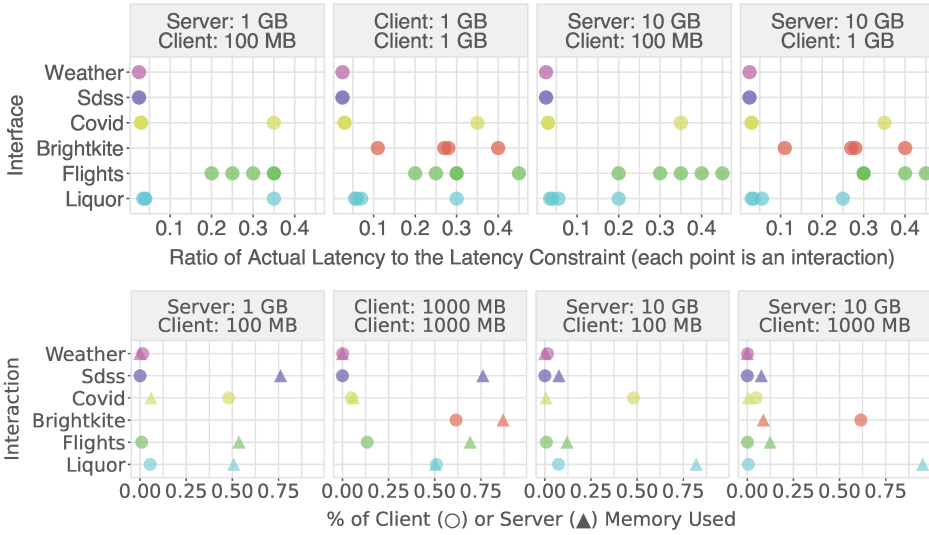 Server: 1 GB
Client: 100 MB
Client: 1 GB
Client: 1 GB
Server: 10 GB
Client: 100 MB
Server: 10 GB
Client: 1 GB
Interface
Weather
Sdss
Covid
Brightkite
Flights
Liquor
0.1 0.2 0.3 0.4 0.1 0.2 0.3 0.4 0.1 0.2 0.3 0.4 0.1 0.2 0.3 0.4
Ratio of Actual Latency to the Latency Constraint (each point is an interaction)
Server: 1 GB
Client: 100 MB
Client: 1000 MB
Client: 1000 MB
Server: 10 GB
Client: 100 MB
Server: 10 GB
Client: 1000 MB
Interaction
Weather
Sdss
Covid
Brightkite
Flights
Liquor
0.00 0.25 0.50 0.75 0.00 0.25 0.50 0.75 0.00 0.25 0.50 0.75 0.00 0.25 0.50 0.75
% of Client (○) or Server (▲) Memory Used